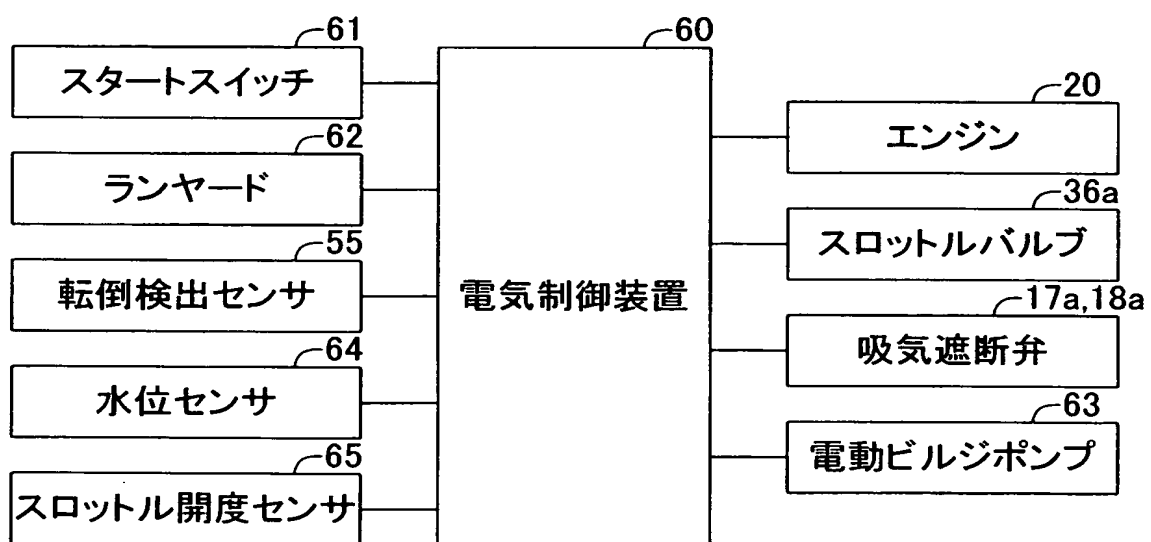 61
スタートスイッチ
62
ランヤード
55
転倒検出センサ
64
水位センサ
65
スロットル開度センサ
60
電気制御装置
20
エンジン
36a
スロットルバルブ
17a,18a
吸気遮断弁
63
電動ビルジポンプ